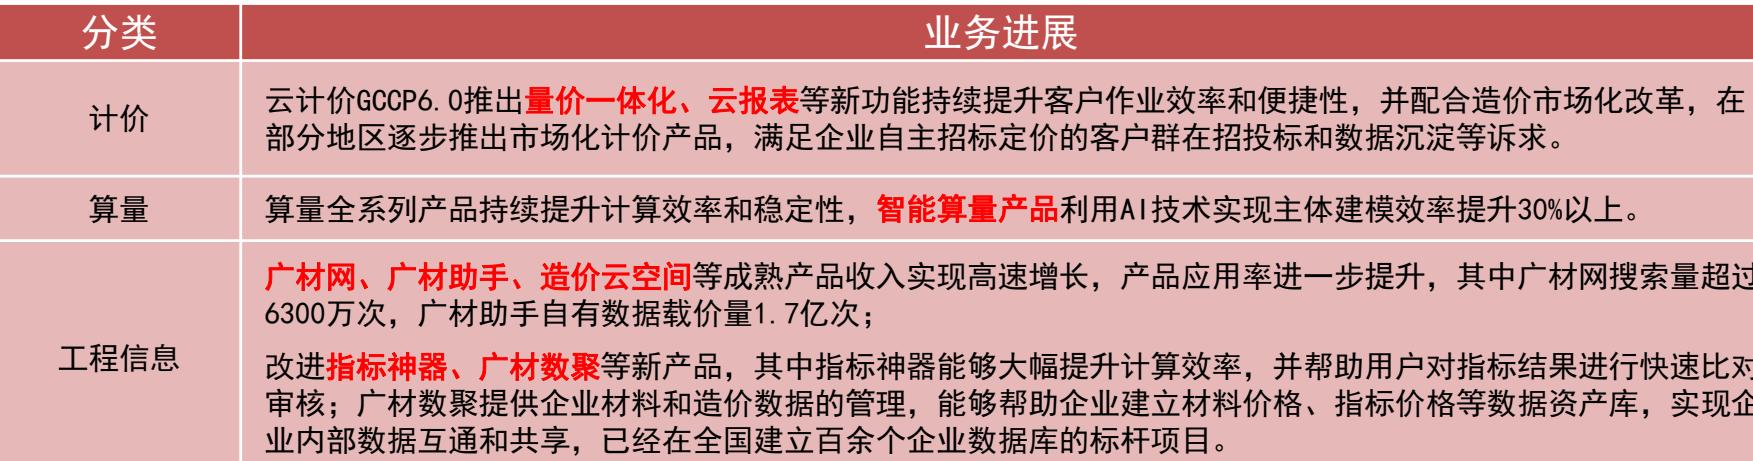 分类
业务进展
计价
云计价GCCP6.0推出量价一体化、云报表等新功能持续提升客户作业效率和便捷性，并配合造价市场化改革，在
部分地区逐步推出市场化计价产品，满足企业自主招标定价的客户群在招投标和数据沉淀等诉求。
算量
算量全系列产品持续提升计算效率和稳定性，智能算量产品利用AI技术实现主体建模效率提升30%以上。
工程信息
广材网、广材助手、造价云空间等成熟产品收入实现高速增长，产品应用率进一步提升，其中广材网搜索量超过
6300万次，广材助手自有数据载价量1.7亿次；
改进指标神器、广材数聚等新产品，其中指标神器能够大幅提升计算效率，并帮助用户对指标结果进行快速比对
审核；广材数聚提供企业材料和造价数据的管理，能够帮助企业建立材料价格、指标价格等数据资产库，实现企
业内部数据互通和共享，已经在全国建立百余个企业数据库的标杆项目。